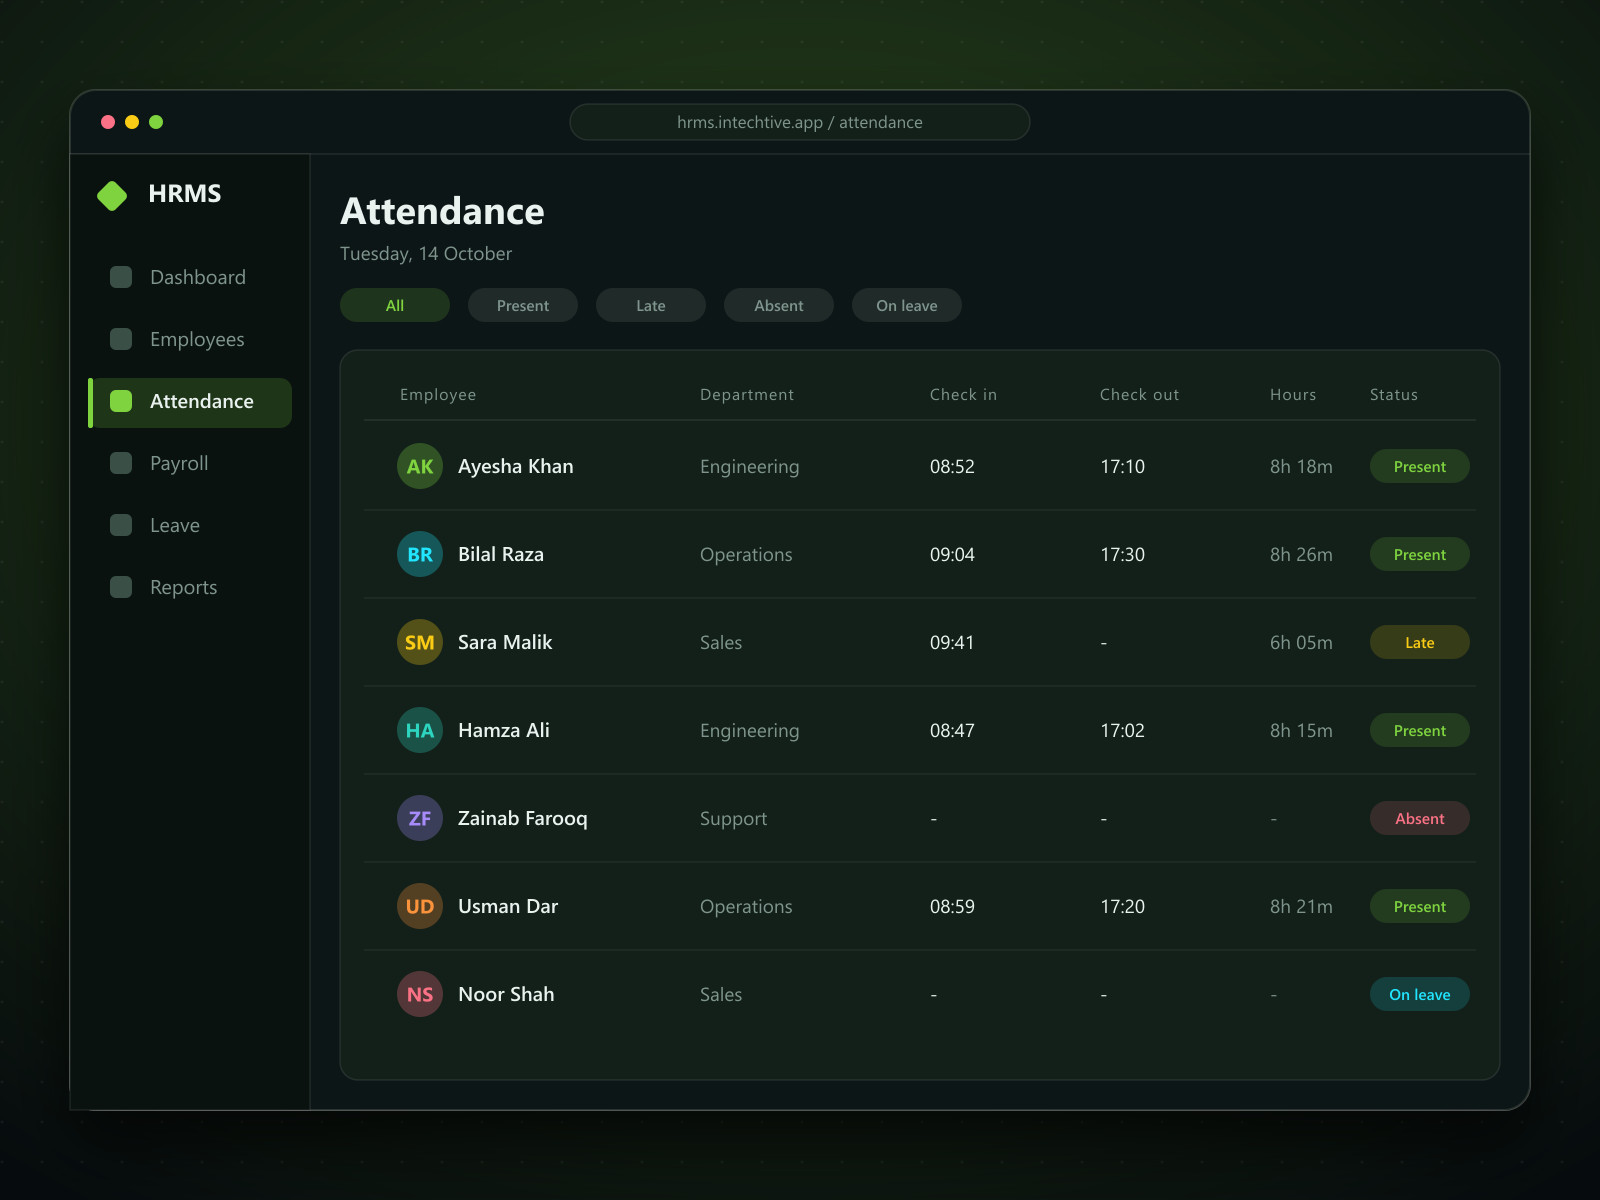 hrms.intechtive.app / attendance
HRMS
Dashboard
Employees
Attendance
Payroll
Leave
Reports
Attendance
Tuesday, 14 October
All Present Late Absent On leave
Employee Department Check in Check out Hours Status
AK Ayesha Khan Engineering 08:52 17:10 8h 18m Present
BR Bilal Raza Operations 09:04 17:30 8h 26m Present
SM Sara Malik Sales 09:41 - 6h 05m Late
HA Hamza Ali Engineering 08:47 17:02 8h 15m Present
ZF Zainab Farooq Support - - - Absent
UD Usman Dar Operations 08:59 17:20 8h 21m Present
NS Noor Shah Sales - - - On leave